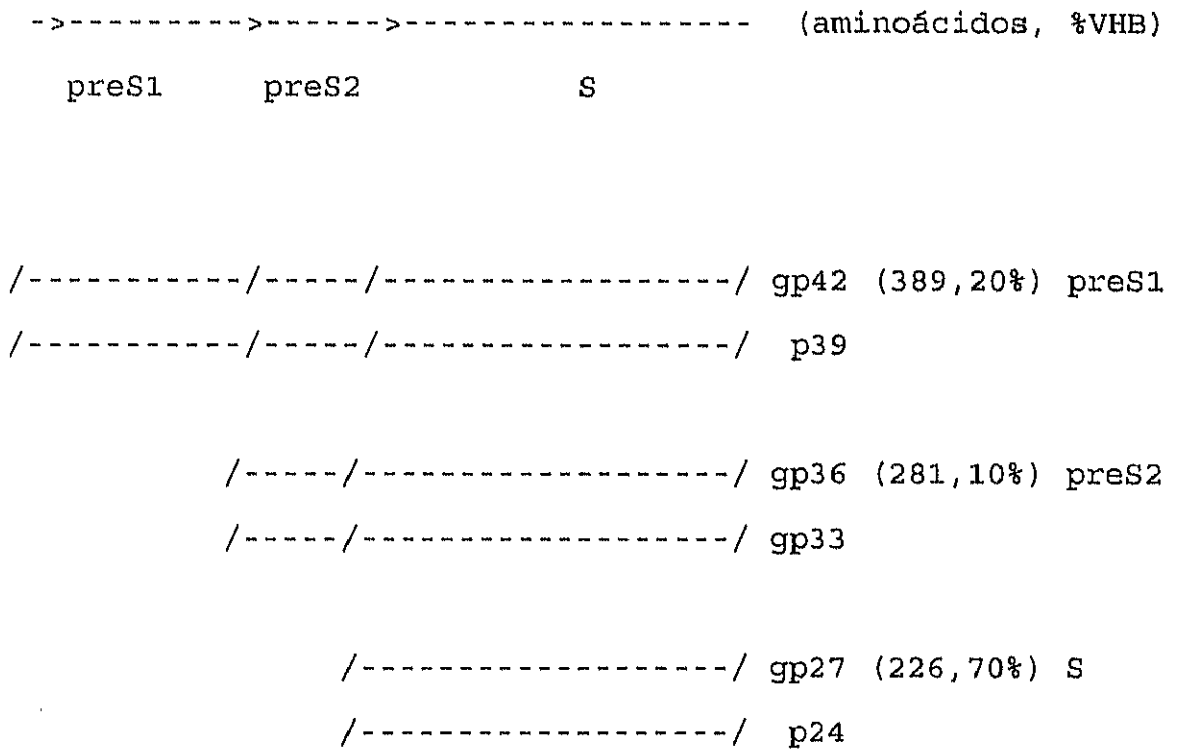 ->----------->------->-------------------- (aminoácidos, %VHB)
preS1 preS2 S
/-----------/-----/------------------/ gp42 (389,20%) preS1
/-----------/-----/------------------/ p39
/-----/------------------/ gp36 (281,10%) preS2
/-----/------------------/ gp33
/------------------/ gp27 (226,70%) S
/------------------/ p24